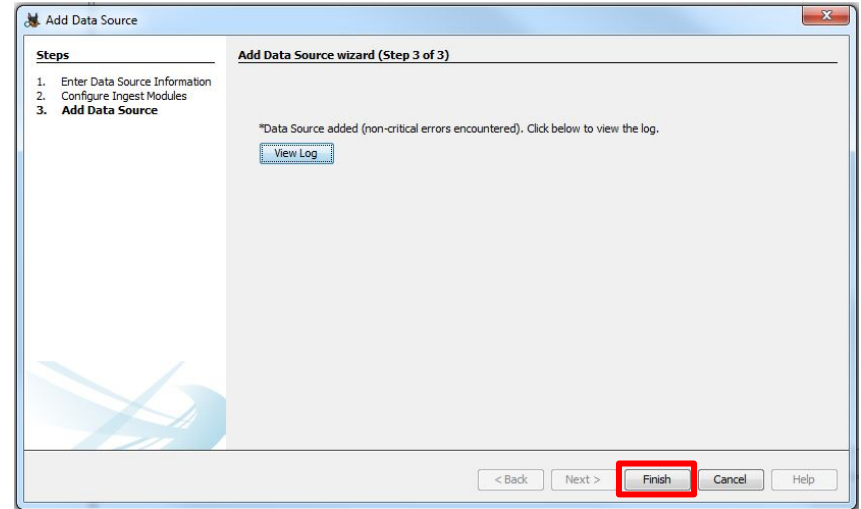 Add Data Source
Steps
1. Enter Data Source Information
2. Configure Ingest Modules
3. Add Data Source
Add Data Source wizard (Step 3 of 3)
*Data Source added (non-critical errors encountered). Click below to view the log.
View Log
< Back Next > Finish Cancel Help